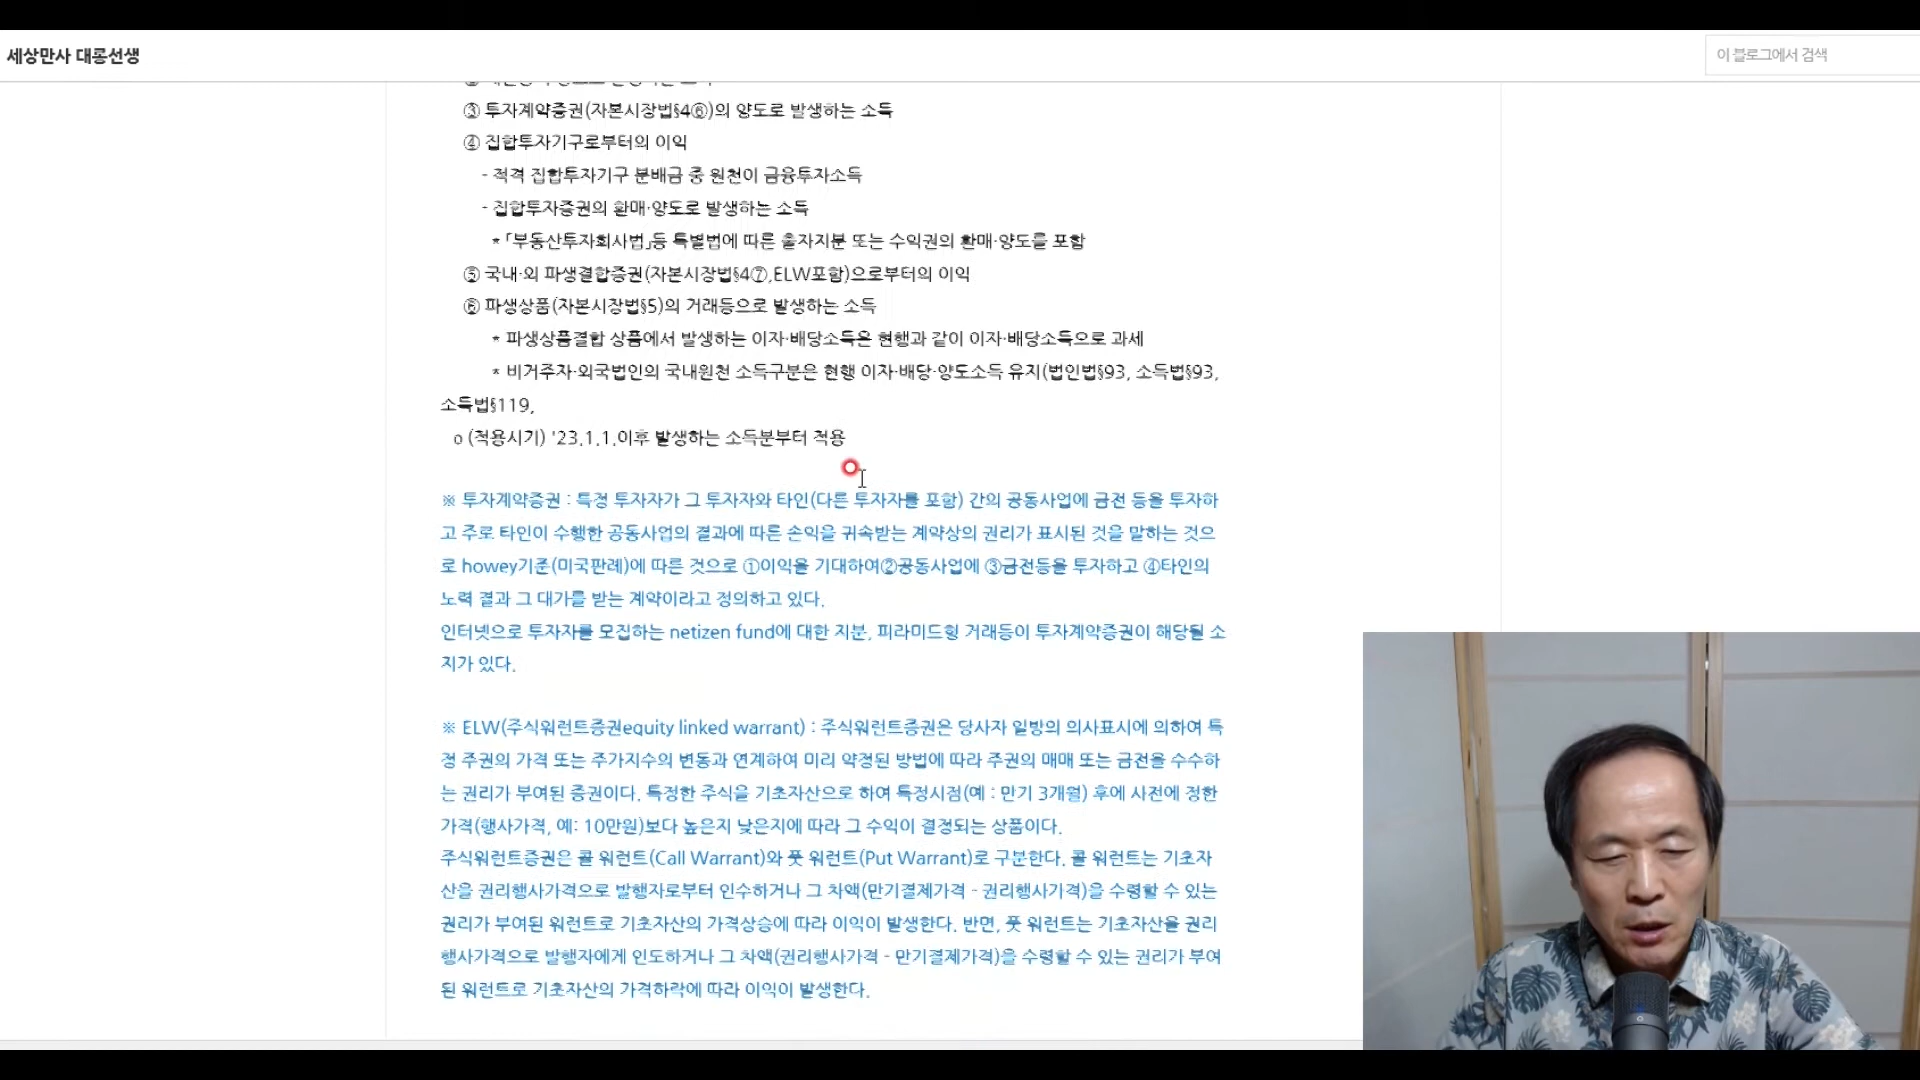 세상만사 대롱선생
이 블로그에서 검색
③ 투자계약증권(자본시장법§4⑥)의 양도로 발생하는 소득
④ 집합투자기구로부터의 이익
- 적격 집합투자기구 분배금 중 원천이 금융투자소득
- 집합투자증권의 환매·양도로 발생하는 소득
* 「부동산투자회사법」등 특별법에 따른 출자지분 또는 수익권의 환매·양도를 포함
⑤ 국내·외 파생결합증권(자본시장법§4⑦,ELW포함)으로부터의 이익
⑥ 파생상품(자본시장법§5)의 거래등으로 발생하는 소득
* 파생상품결합 상품에서 발생하는 이자·배당소득은 현행과 같이 이자·배당소득으로 과세
* 비거주자·외국법인의 국내원천 소득구분은 현행 이자·배당·양도소득 유지(법인법§93, 소득법§93,
소득법§119,
o (적용시기) '23.1.1.이후 발생하는 소득분부터 적용
※ 투자계약증권 : 특정 투자자가 그 투자자와 타인(다른 투자자를 포함) 간의 공동사업에 금전 등을 투자하
고 주로 타인이 수행한 공동사업의 결과에 따른 손익을 귀속받는 계약상의 권리가 표시된 것을 말하는 것으
로 howey기준(미국판례)에 따른 것으로 ①이익을 기대하여②공동사업에 ③금전등을 투자하고 ④타인의
노력 결과 그 대가를 받는 계약이라고 정의하고 있다.
인터넷으로 투자자를 모집하는 netizen fund에 대한 지분, 피라미드형 거래등이 투자계약증권이 해당될 소
지가 있다.
※ ELW(주식워런트증권equity linked warrant) : 주식워런트증권은 당사자 일방의 의사표시에 의하여 특
정 주권의 가격 또는 주가지수의 변동과 연계하여 미리 약정된 방법에 따라 주권의 매매 또는 금전을 수수하
는 권리가 부여된 증권이다. 특정한 주식을 기초자산으로 하여 특정시점(예 : 만기 3개월) 후에 사전에 정한
가격(행사가격, 예: 10만원)보다 높은지 낮은지에 따라 그 수익이 결정되는 상품이다.
주식워런트증권은 콜 워런트(Call Warrant)와 풋 워런트(Put Warrant)로 구분한다. 콜 워런트는 기초자
산을 권리행사가격으로 발행자로부터 인수하거나 그 차액(만기결제가격 - 권리행사가격)을 수령할 수 있는
권리가 부여된 워런트로 기초자산의 가격상승에 따라 이익이 발생한다. 반면, 풋 워런트는 기초자산을 권리
행사가격으로 발행자에게 인도하거나 그 차액(권리행사가격 - 만기결제가격)을 수령할 수 있는 권리가 부여
된 워런트로 기초자산의 가격하락에 따라 이익이 발생한다.